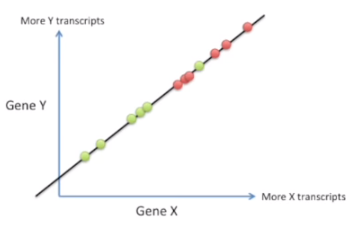 More Y transcripts
Gene Y
More X transcripts
Gene X